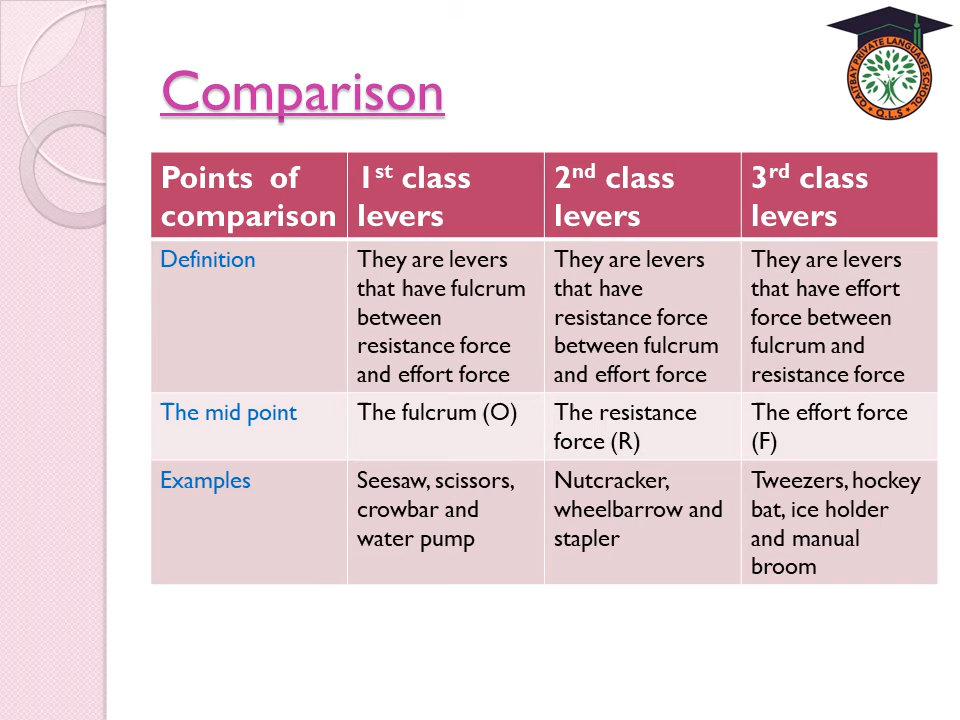 Comparison
QAITBAY PRIVATE LANGUAGE SCHOOL
Q.L.S
Points of comparison
1st class levers
2nd class levers
3rd class levers
Definition
They are levers
that have fulcrum
between
resistance force
and effort force
They are levers
that have
resistance force
between fulcrum
and effort force
They are levers
that have effort
force between
fulcrum and
resistance force
The mid point
The fulcrum (O)
The resistance
force (R)
The effort force
(F)
Examples
Seesaw, scissors,
crowbar and
water pump
Nutcracker,
wheelbarrow and
stapler
Tweezers, hockey
bat, ice holder
and manual
broom